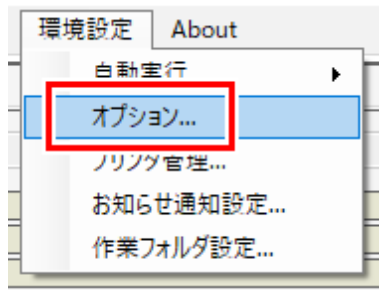 環境設定 About
自動実行
オプション...
プリンタ管理...
お知らせ通知設定...
作業フォルダ設定...